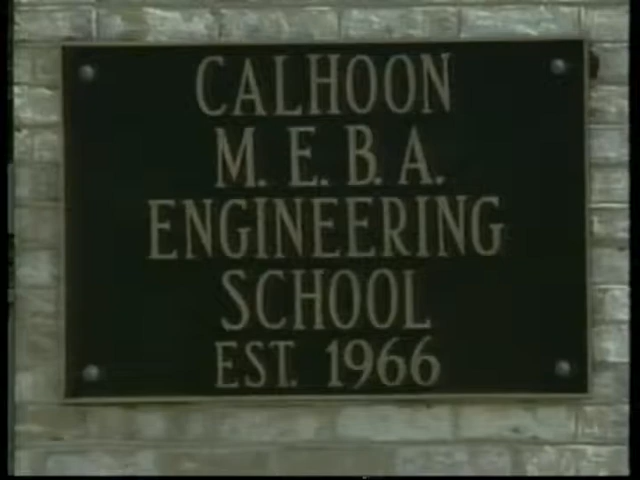 CALHOON
M. E. B. A.
ENGINEERING
SCHOOL
EST. 1966